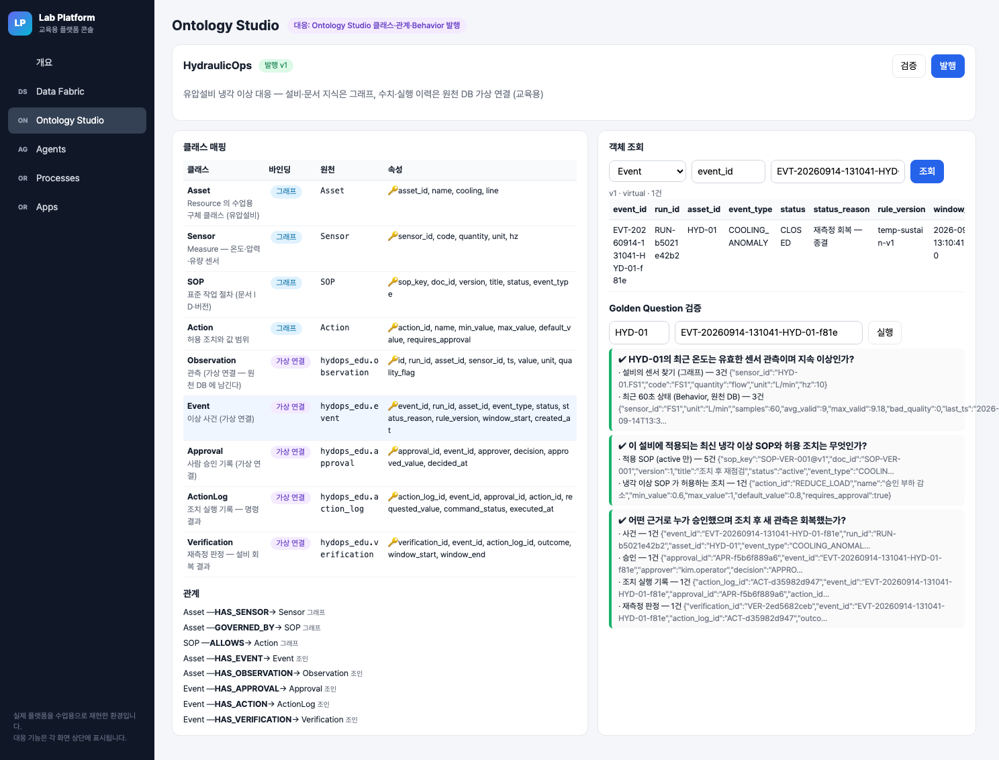 LP
Lab Platform
교육용 플랫폼 콘솔
개요
DS Data Fabric
ON Ontology Studio
AG Agents
OR Processes
OR Apps
실제 플랫폼을 수업용으로 재현한 환경입니
다.
대응 기능은 각 화면 상단에 표시됩니다.
Ontology Studio 대응: Ontology Studio 클래스·관계·Behavior 발행
HydraulicOps 발행 v1 검증 발행
유압설비 냉각 이상 대응 — 설비·문서 지식은 그래프, 수치·실행 이력은 원천 DB 가상 연결 (교육용)
클래스 매핑
클래스 바인딩 원천 속성
Asset 그래프 Asset 🔑asset_id, name, cooling, line
Resource 의 수업용
구체 클래스 (유압설비)
Sensor 그래프 Sensor 🔑sensor_id, code, quantity, unit, hz
Measure — 온도·압력
·유량 센서
SOP 그래프 SOP 🔑sop_key, doc_id, version, title, status, event_typ
e
표준 작업 절차 (문서 I
D·버전)
Action 그래프 Action 🔑action_id, name, min_value, max_value, default_v
허용 조치와 값 범위 alue, requires_approval
Observation 가상 연결 hydops_edu.o 🔑id, run_id, asset_id, sensor_id, ts, value, unit, qua
관측 (가상 연결 — 원 bservation lity_flag
천 DB 에 남긴다)
Event 가상 연결 hydops_edu.e 🔑event_id, run_id, asset_id, event_type, status, st
이상 사건 (가상 연결) vent atus_reason, rule_version, window_start, created_a
t
Approval 가상 연결 hydops_edu.a 🔑approval_id, event_id, approver, decision, appro
사람 승인 기록 (가상 연 pproval ved_value, decided_at
결)
ActionLog 가상 연결 hydops_edu.a 🔑action_log_id, event_id, approval_id, action_id, re
조치 실행 기록 — 명령 ction_log quested_value, command_status, executed_at
결과
Verification 가상 연결 hydops_edu.v 🔑verification_id, event_id, action_log_id, outcome,
재측정 판정 — 설비 회 erification window_start, window_end
복 결과
관계
Asset —HAS_SENSOR→ Sensor 그래프
Asset —GOVERNED_BY→ SOP 그래프
SOP —ALLOWS→ Action 그래프
Asset —HAS_EVENT→ Event 조인
Asset —HAS_OBSERVATION→ Observation 조인
Event —HAS_APPROVAL→ Approval 조인
Event —HAS_ACTION→ ActionLog 조인
Event —HAS_VERIFICATION→ Verification 조인
객체 조회
Event event_id EVT-20260914-131041-HYD- 조회
v1 · virtual · 1건
event_id run_id asset_id event_type status status_reason rule_version window_
EVT-202 RUN- HYD-01 COOLING_ CLOS 재측정 회복 — temp-sustai 2026-09
60914-1 b5021 ANOMALY ED 종결 n-v1 13:10:41
31041-H e42b2 0
YD-01-f
81e
Golden Question 검증
HYD-01 EVT-20260914-131041-HYD-01-f81e 실행
✔ HYD-01의 최근 온도는 유효한 센서 관측이며 지속 이상인가?
· 설비의 센서 찾기 (그래프) — 3건 {"sensor_id":"HYD-
01.FS1","code":"FS1","quantity":"flow","unit":"L/min","hz":10}
· 최근 60초 상태 (Behavior, 원천 DB) — 3건
{"sensor_id":"FS1","unit":"L/min","samples":60,"avg_valid":9,"max_valid":9.18,"bad_quality":0,"last_ts":"2026-
09-14T13:3...
✔ 이 설비에 적용되는 최신 냉각 이상 SOP와 허용 조치는 무엇인가?
· 적용 SOP (active 만) — 5건 {"sop_key":"SOP-VER-001@v1","doc_id":"SOP-VER-
001","version":1,"title":"조치 후 재점검","status":"active","event_type":"COOLIN...
· 냉각 이상 SOP 가 허용하는 조치 — 1건 {"action_id":"REDUCE_LOAD","name":"승인 부하 감
소","min_value":0.6,"max_value":1,"default_value":0.8,"requires_approval":true}
✔ 어떤 근거로 누가 승인했으며 조치 후 새 관측은 회복했는가?
· 사건 — 1건 {"event_id":"EVT-20260914-131041-HYD-01-f81e","run_id":"RUN-
b5021e42b2","asset_id":"HYD-01","event_type":"COOLING_ANOMAL...
· 승인 — 1건 {"approval_id":"APR-f5b6f889a6","event_id":"EVT-20260914-131041-HYD-01-
f81e","approver":"kim.operator","decision":"APPRO...
· 조치 실행 기록 — 1건 {"action_log_id":"ACT-d35982d947","event_id":"EVT-20260914-131041-
HYD-01-f81e","approval_id":"APR-f5b6f889a6","action_id...
· 재측정 판정 — 1건 {"verification_id":"VER-2ed5682ceb","event_id":"EVT-20260914-131041-
HYD-01-f81e","action_log_id":"ACT-d35982d947","outco...